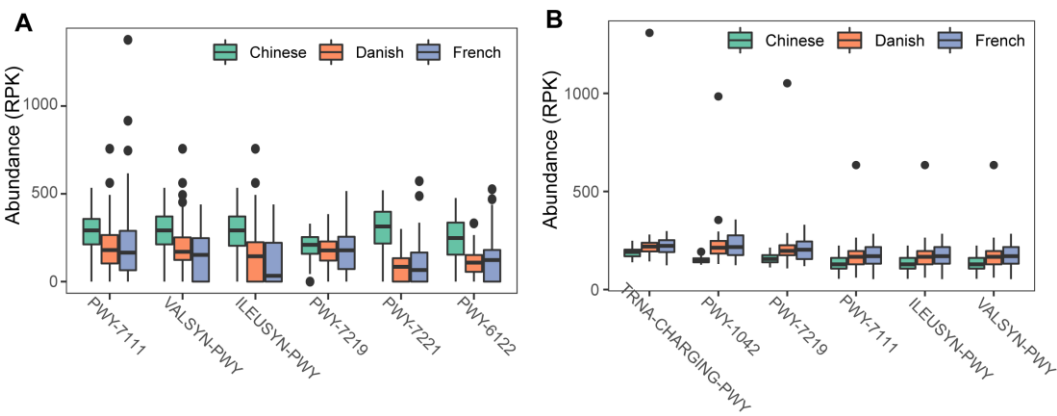 A
Chinese Danish French
Abundance (RPK)
1000
500
0
PWY-7111
VALSYN-PWY
ILEUSYN-PWY
PWY-7219
PWY-7221
PWY-6122
B
Chinese Danish French
Abundance (RPK)
1000
500
0
TRNA-CHARGING-PWY
PWY-1042
PWY-7219
PWY-7111
ILEUSYN-PWY
VALSYN-PWY